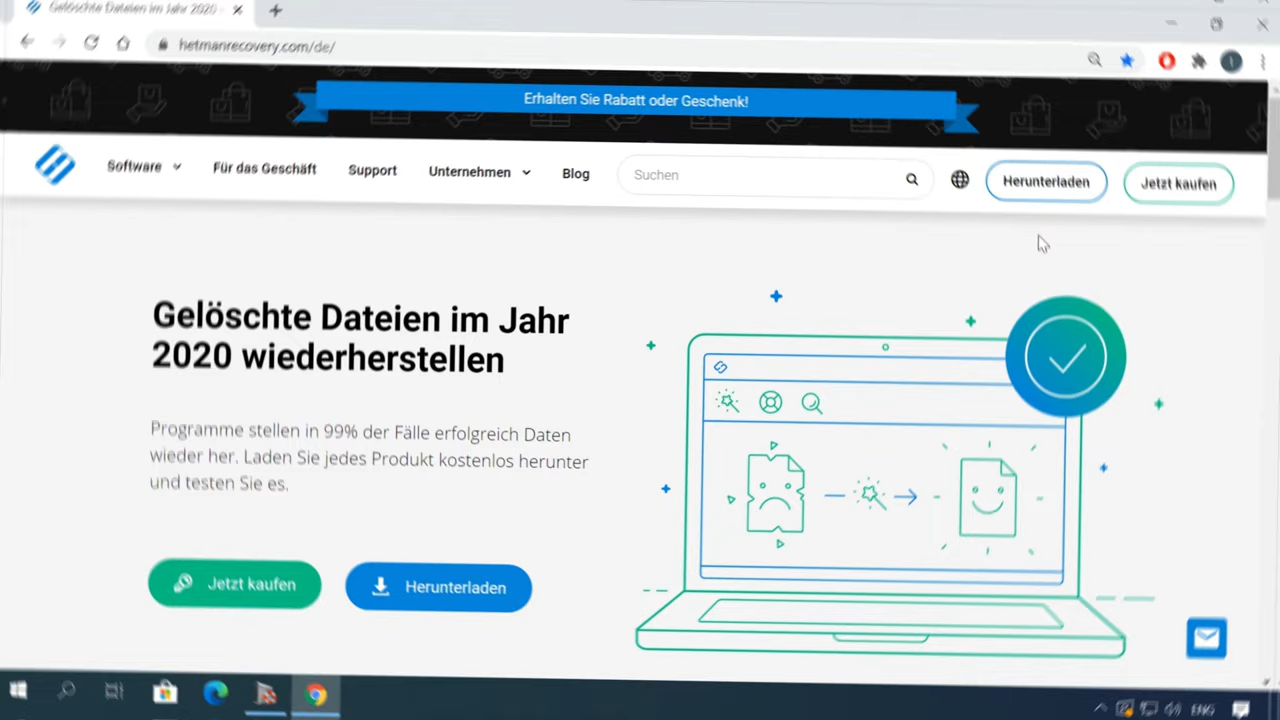 Gelöschte Dateien im Jahr 2020
hetmanrecovery.com/de/
Erhalten Sie Rabatt oder Geschenk!
Software Für das Geschäft Support Unternehmen Blog Suchen Herunterladen Jetzt kaufen
Gelöschte Dateien im Jahr
2020 wiederherstellen
Programme stellen in 99% der Fälle erfolgreich Daten
wieder her. Laden Sie jedes Produkt kostenlos herunter
und testen Sie es.
Jetzt kaufen Herunterladen
ENG